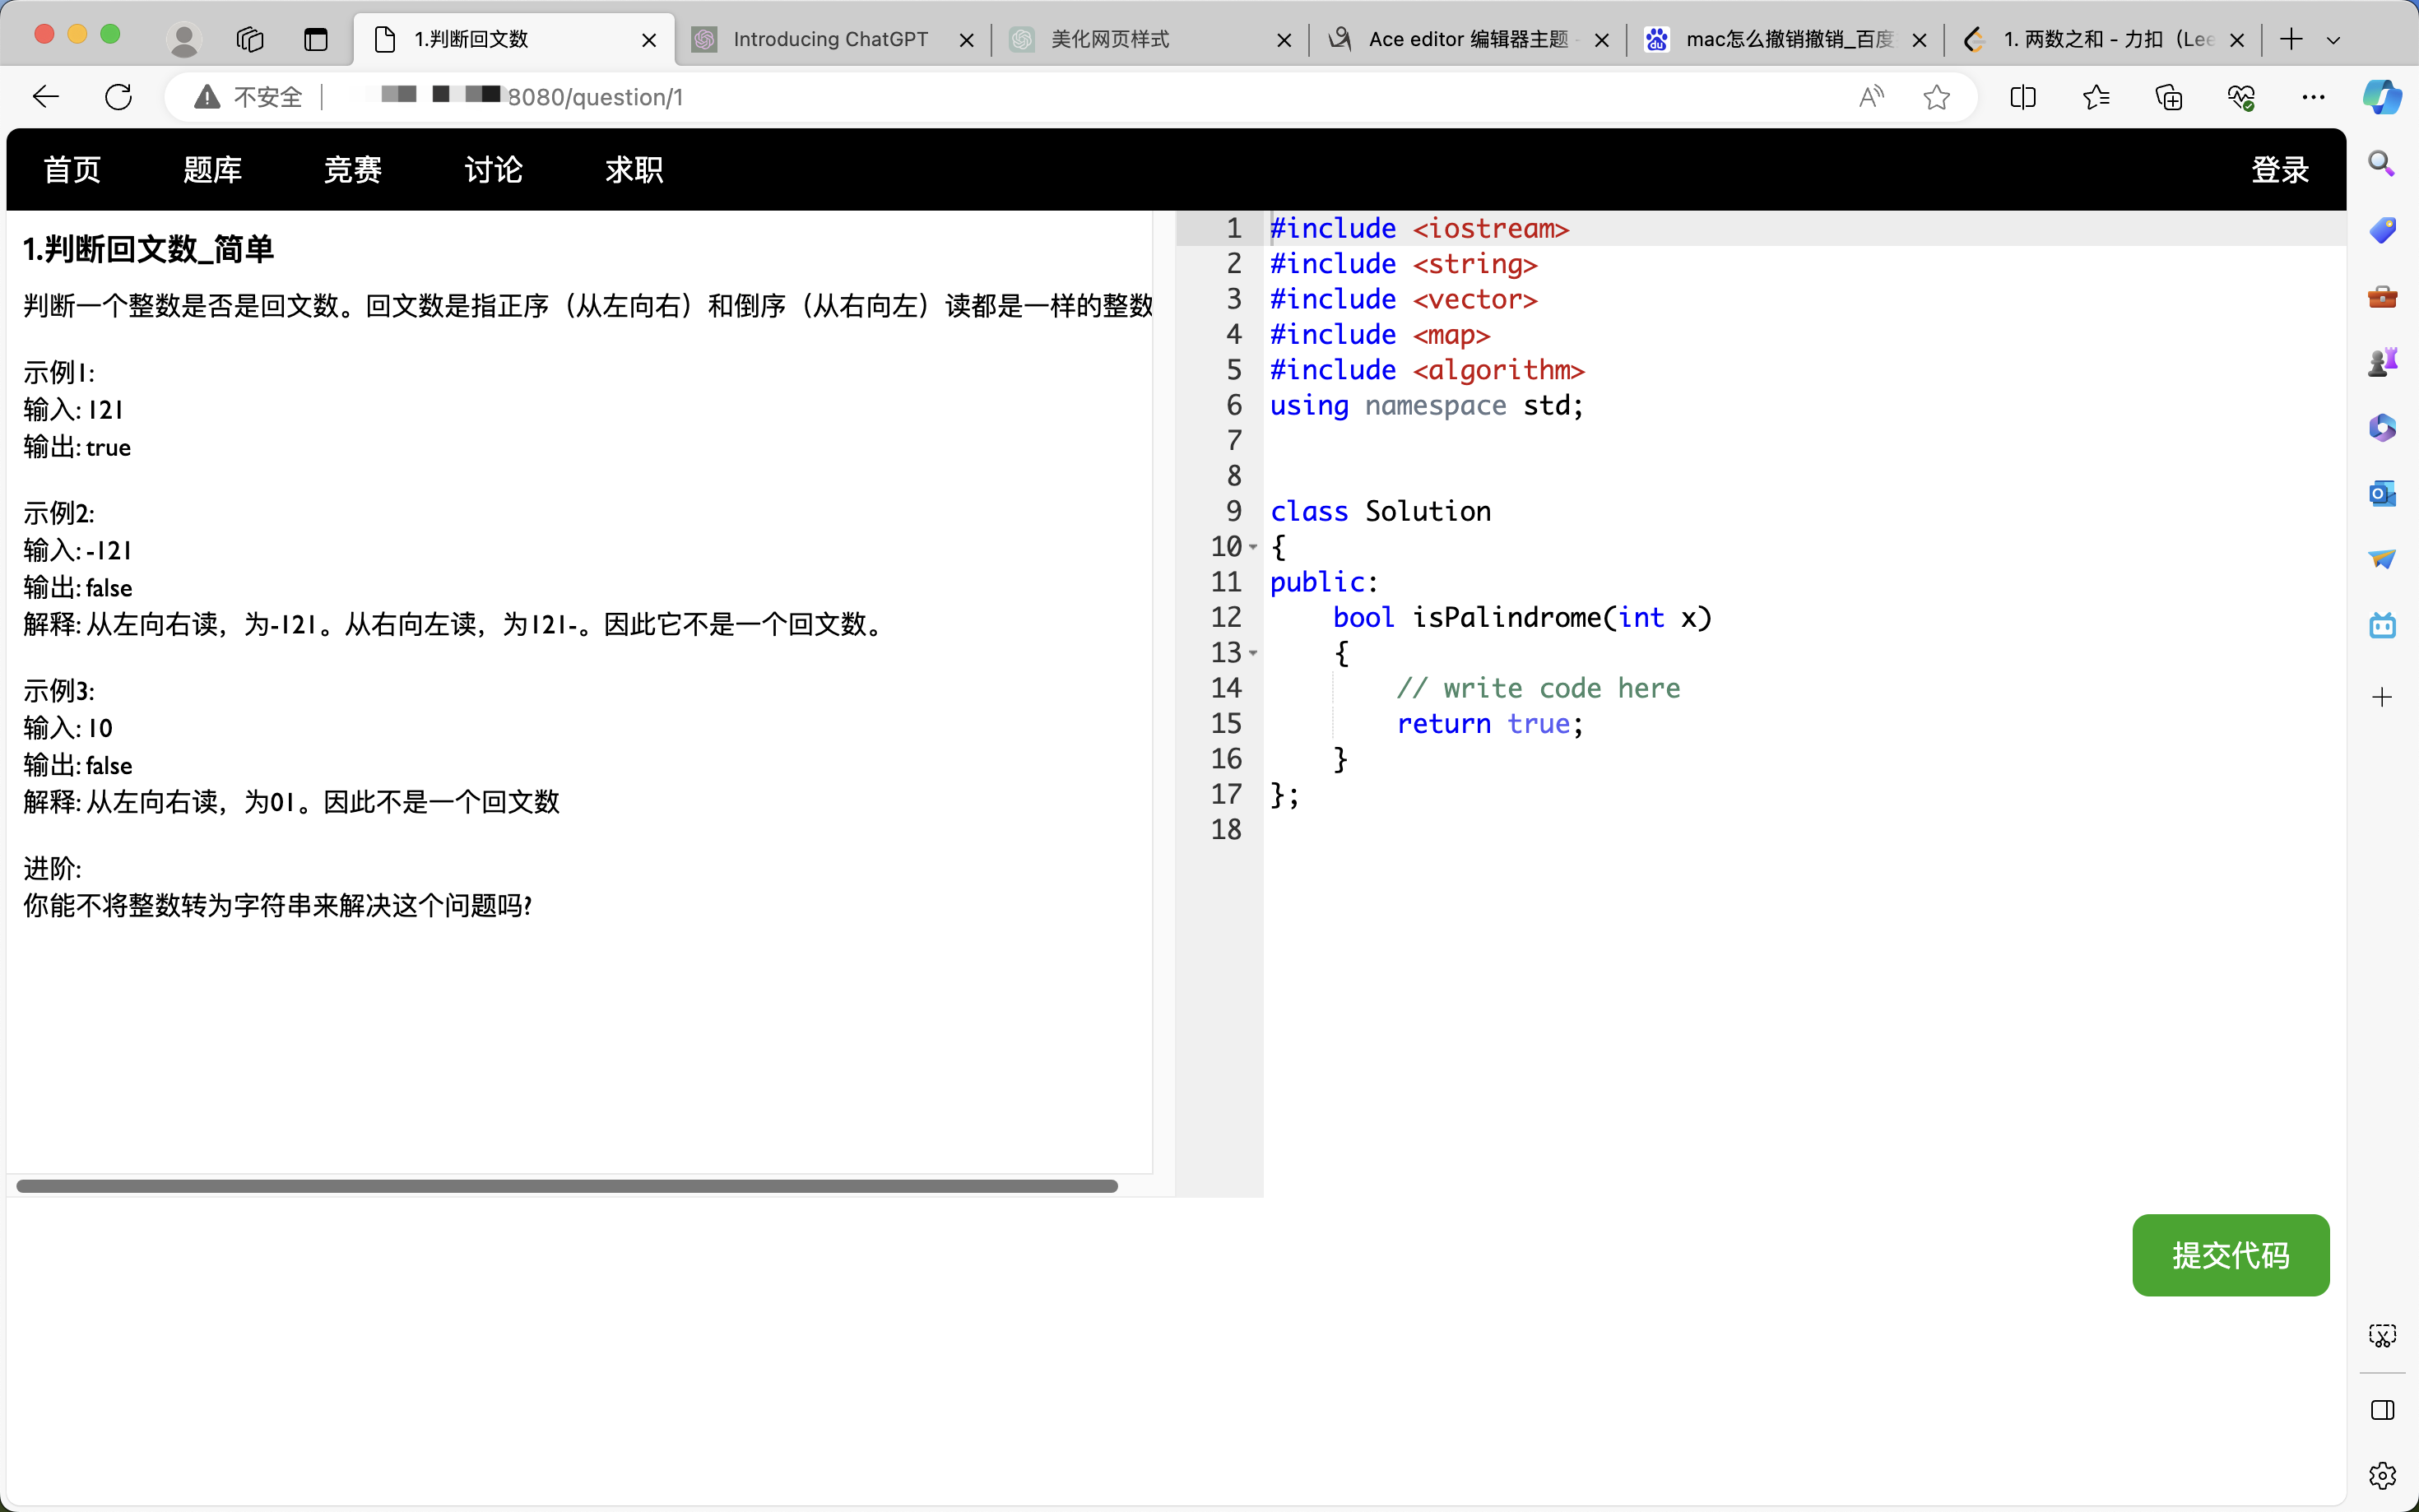 1.判断回文数
Introducing ChatGPT
美化网页样式
Ace editor 编辑器主题
mac怎么撤销撤销_百度
1. 两数之和 - 力扣（Lee
不安全
8080/question/1
首页 题库 竞赛 讨论 求职 登录
1.判断回文数_简单
判断一个整数是否是回文数。回文数是指正序（从左向右）和倒序（从右向左）读都是一样的整数
示例1:
输入: 121
输出: true
示例2:
输入: -121
输出: false
解释: 从左向右读，为-121。从右向左读，为121-。因此它不是一个回文数。
示例3:
输入: 10
输出: false
解释: 从左向右读，为01。因此不是一个回文数
进阶:
你能不将整数转为字符串来解决这个问题吗?
1 #include <iostream>
2 #include <string>
3 #include <vector>
4 #include <map>
5 #include <algorithm>
6 using namespace std;
7
8
9 class Solution
10 {
11 public:
12     bool isPalindrome(int x)
13     {
14         // write code here
15         return true;
16     }
17 };
18
提交代码